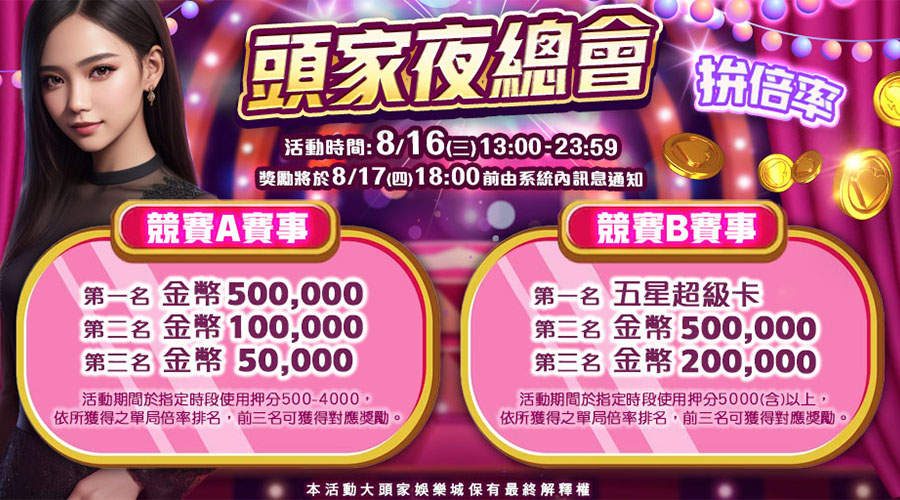 頭家夜總會
拚倍率
活動時間: 8/16(三)13:00-23:59
獎勵將於8/17(四)18:00前由系統內訊息通知
競賽A賽事
第一名 金幣 500,000
第二名 金幣 100,000
第三名 金幣 50,000
活動期間於指定時段使用押分500-4000，
依所獲得之單局倍率排名，前三名可獲得對應獎勵。
競賽B賽事
第一名 五星超級卡
第二名 金幣 500,000
第三名 金幣 200,000
活動期間於指定時段使用押分5000(含)以上，
依所獲得之單局倍率排名，前三名可獲得對應獎勵。
本活動大頭家娛樂城保有最終解釋權